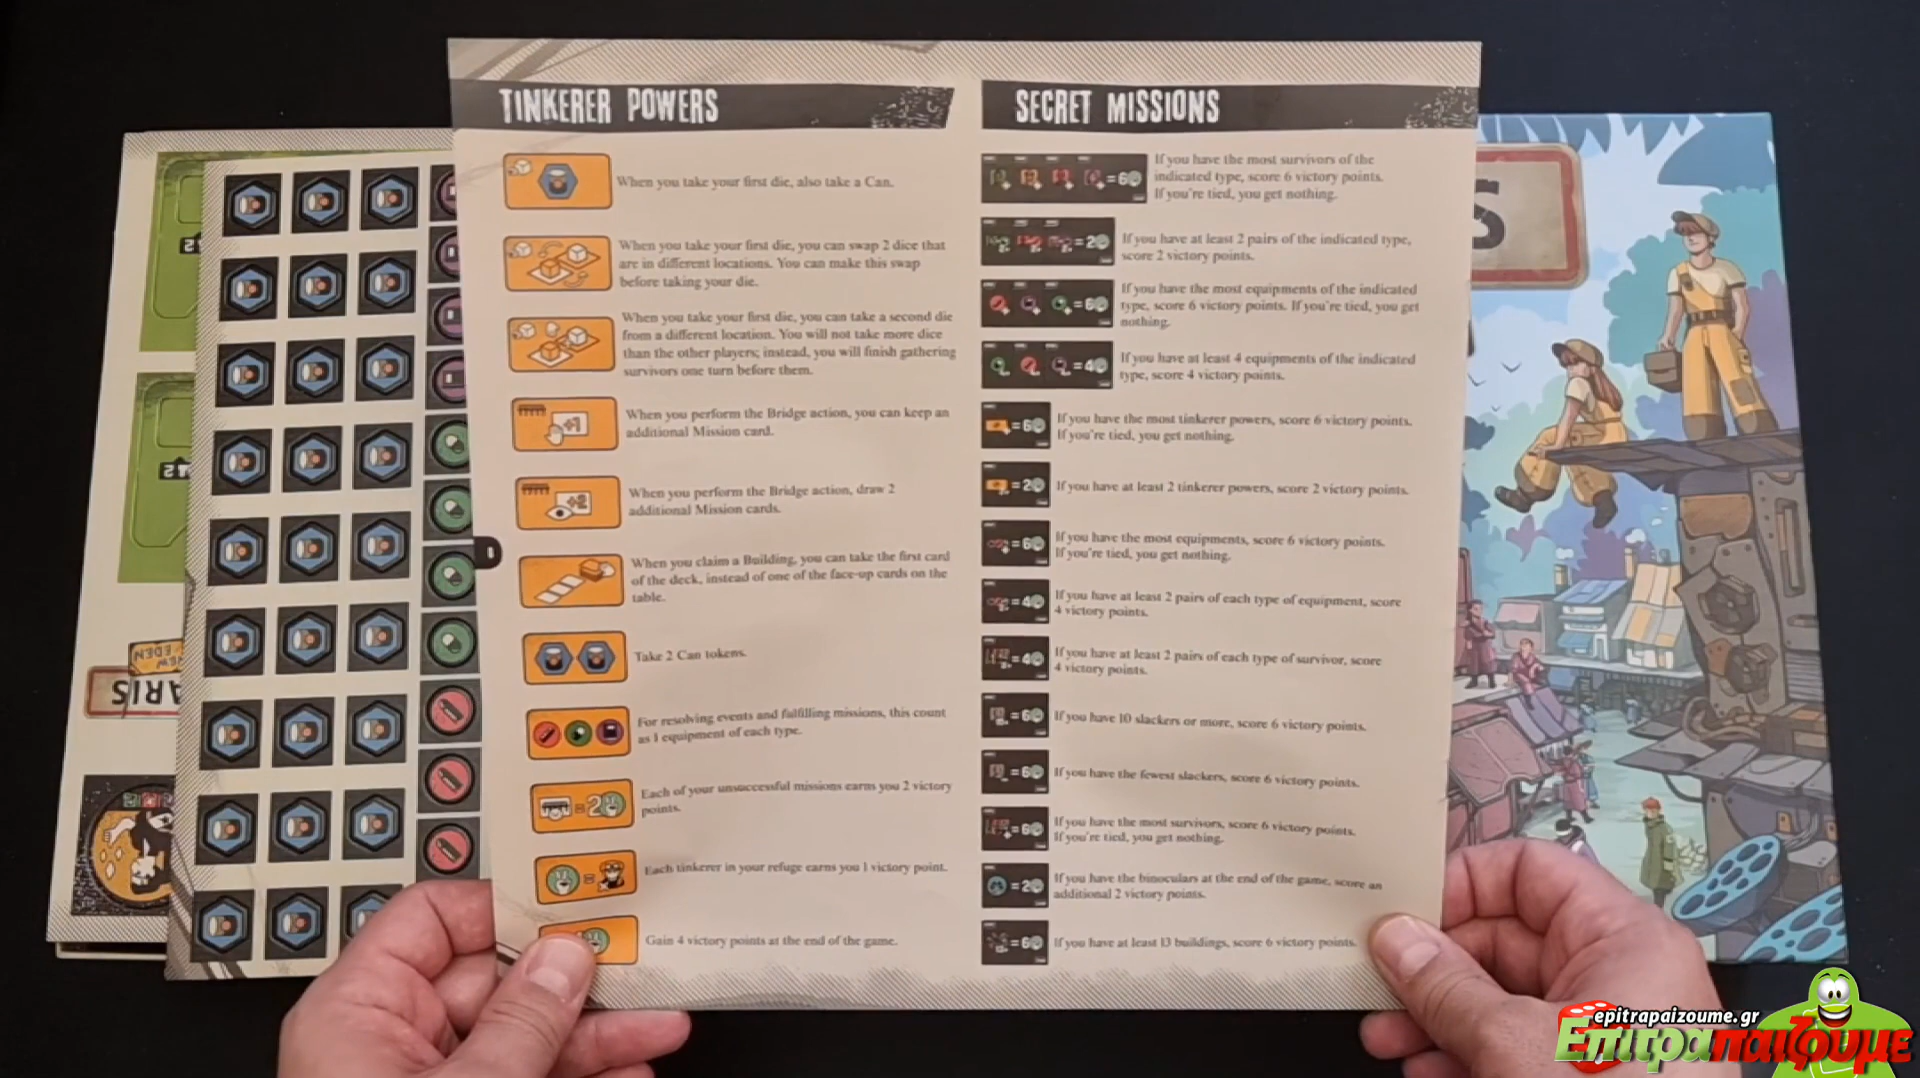 TINKERER POWERS
When you take your first die, also take a Can.
When you take your first die, you can swap 2 dice that
are in different locations. You can make this swap
before taking your die.
When you take your first die, you can take a second die
from a different location. You will not take more dice
than the other players; instead, you will finish gathering
survivors one turn before them.
+1
When you perform the Bridge action, you can keep an
additional Mission card.
+2
When you perform the Bridge action, draw 2
additional Mission cards.
When you claim a Building, you can take the first card
of the deck, instead of one of the face-up cards on the
table.
Take 2 Can tokens.
For resolving events and fulfilling missions, this count
as 1 equipment of each type.
=2
Each of your unsuccessful missions earns you 2 victory
points.
=
Each tinkerer in your refuge earns you 1 victory point.
Gain 4 victory points at the end of the game.
SECRET MISSIONS
=6
If you have the most survivors of the
indicated type, score 6 victory points.
If you're tied, you get nothing.
=2
If you have at least 2 pairs of the indicated type,
score 2 victory points.
=6
If you have the most equipments of the indicated
type, score 6 victory points. If you're tied, you get
nothing.
=4
If you have at least 4 equipments of the indicated
type, score 4 victory points.
=6
If you have the most tinkerer powers, score 6 victory points.
If you're tied, you get nothing.
=2
If you have at least 2 tinkerer powers, score 2 victory points.
=6
If you have the most equipments, score 6 victory points.
If you're tied, you get nothing.
=4
If you have at least 2 pairs of each type of equipment, score
4 victory points.
=4
If you have at least 2 pairs of each type of survivor, score
4 victory points.
=6
If you have 10 slackers or more, score 6 victory points.
=6
If you have the fewest slackers, score 6 victory points.
=6
If you have the most survivors, score 6 victory points.
If you're tied, you get nothing.
=2
If you have the binoculars at the end of the game, score an
additional 2 victory points.
=6
If you have at least 13 buildings, score 6 victory points.
NEW
EDEN
ARIS
S
epitrapaizoume.gr
Επιτραπαίζουμε